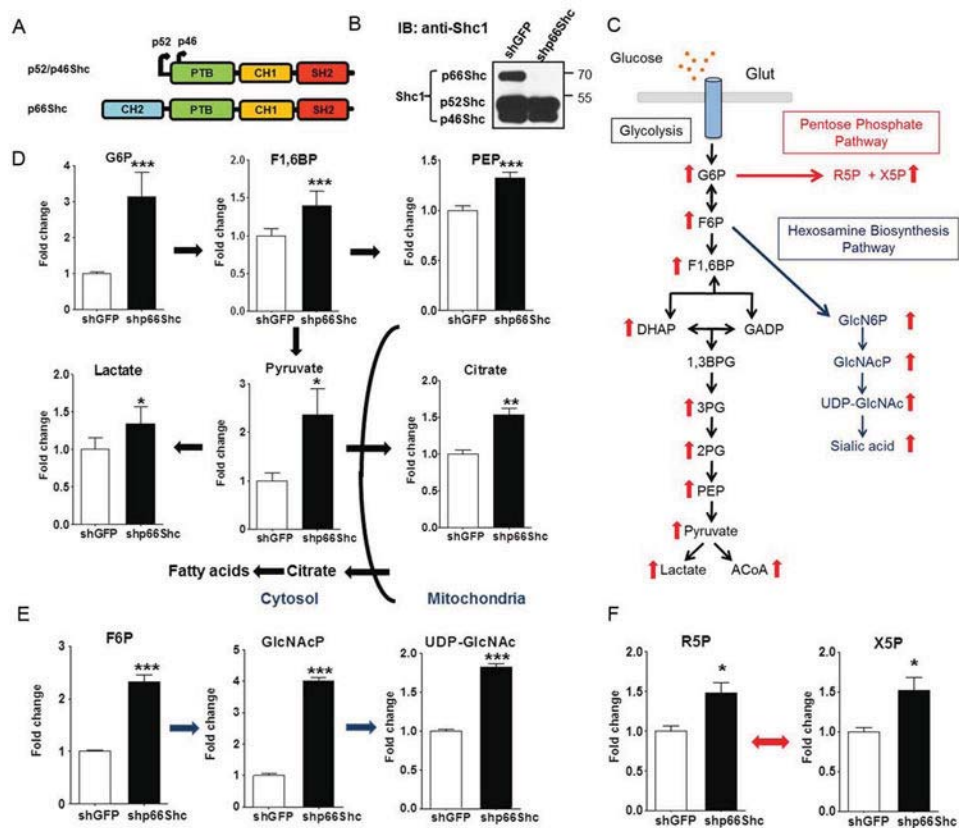 A
p52 p46
p52/p46Shc
PTB CH1 SH2
p66Shc
CH2 PTB CH1 SH2
B
IB: anti-Shc1
shGFP
shp66Shc
Shc1
p66Shc
p52Shc
p46Shc
70
55
C
Glucose
Glut
Glycolysis
Pentose Phosphate
Pathway
G6P
R5P + X5P
F6P
Hexosamine Biosynthesis
Pathway
F1,6BP
DHAP GADP
GlcN6P
1,3BPG
GlcNAcP
3PG
UDP-GlcNAc
2PG
Sialic acid
PEP
Pyruvate
Lactate ACoA
D
G6P
***
Fold change
4
3
2
1
0
shGFP shp66Shc
F1,6BP
***
Fold change
2.0
1.5
1.0
0.5
0.0
shGFP shp66Shc
PEP
***
Fold change
1.5
1.0
0.5
0.0
shGFP shp66Shc
Lactate
*
Fold change
2.0
1.5
1.0
0.5
0.0
shGFP shp66Shc
Pyruvate
*
Fold change
3
2
1
0
shGFP shp66Shc
Citrate
**
Fold change
2.0
1.5
1.0
0.5
0.0
shGFP shp66Shc
Fatty acids Citrate
Cytosol Mitochondria
E
F6P
***
Fold change
3
2
1
0
shGFP shp66Shc
GlcNAcP
***
Fold change
5
4
3
2
1
0
shGFP shp66Shc
UDP-GlcNAc
***
Fold change
2.0
1.5
1.0
0.5
0.0
shGFP shp66Shc
F
R5P
*
Fold change
2.0
1.5
1.0
0.5
0.0
shGFP shp66Shc
X5P
*
Fold change
2.0
1.5
1.0
0.5
0.0
shGFP shp66Shc